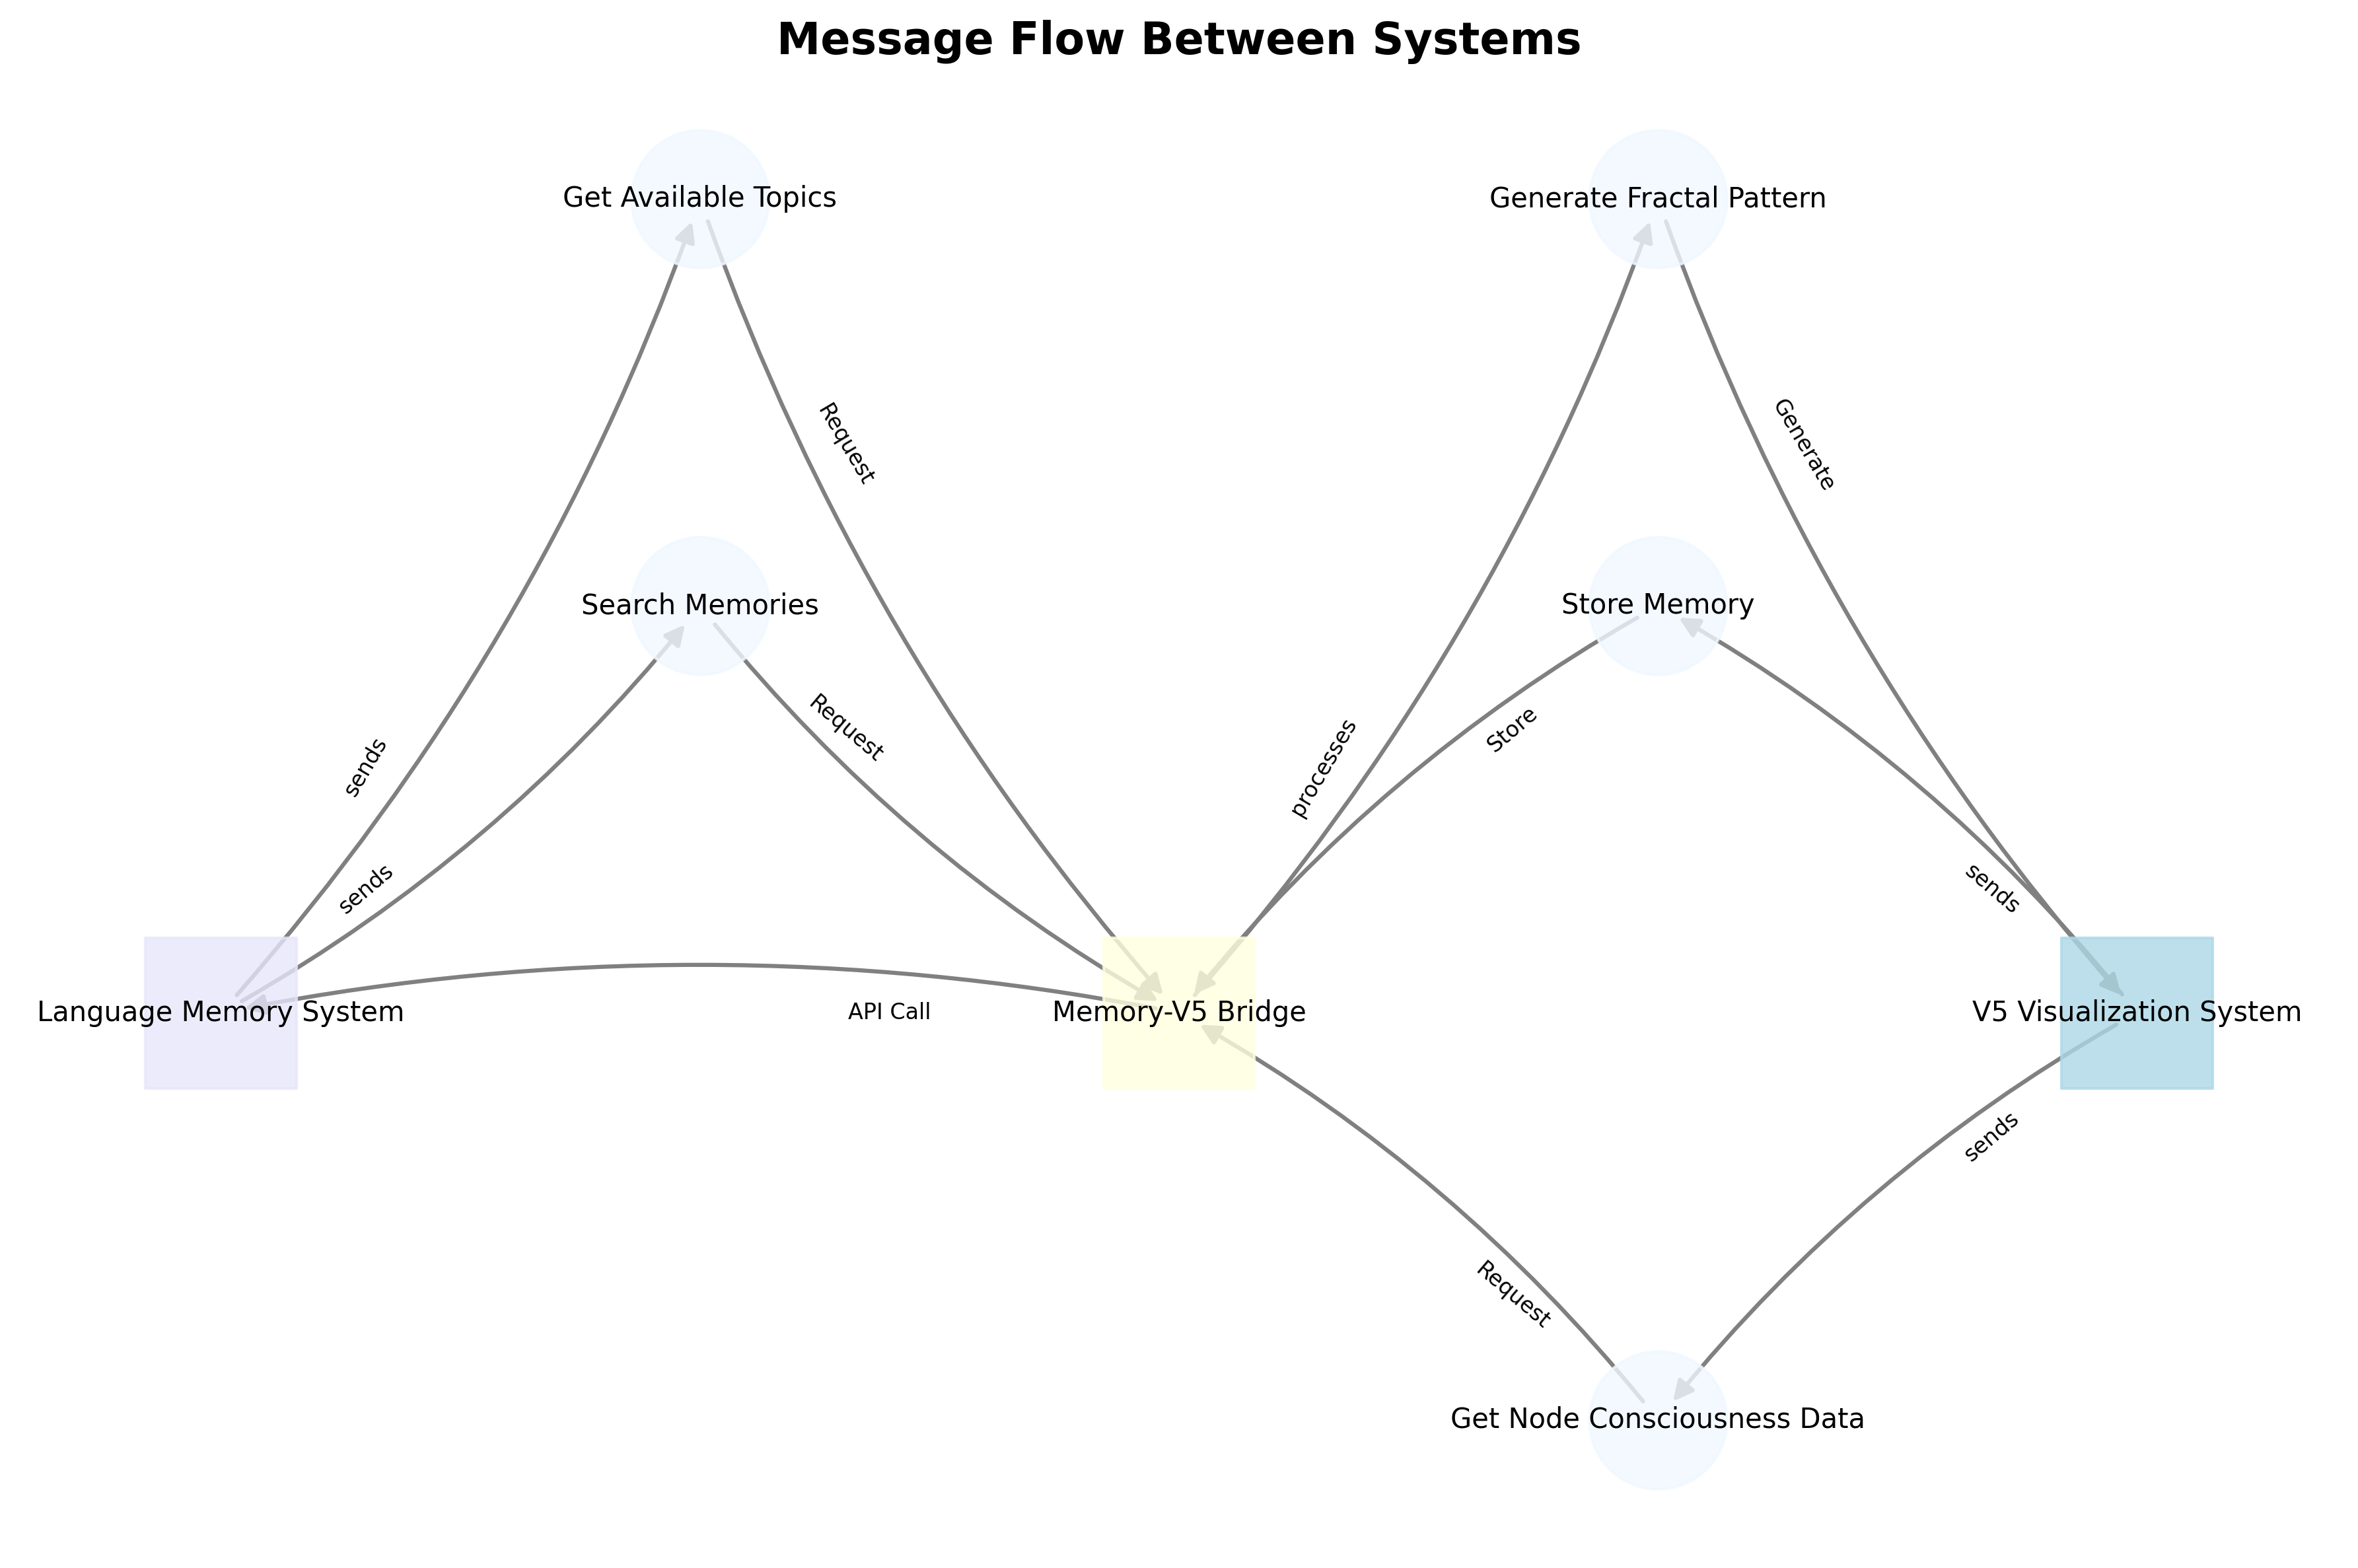 Message Flow Between Systems
Get Available Topics
Generate Fractal Pattern
Request
Generate
Search Memories
Store Memory
Request
Store
sends
processes
sends
sends
Language Memory System
API Call
Memory-V5 Bridge
V5 Visualization System
sends
Request
Get Node Consciousness Data